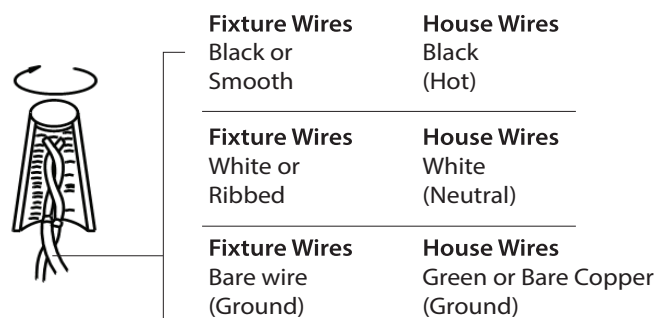 Fixture Wires House Wires
Black or Black
Smooth (Hot)
Fixture Wires House Wires
White or White
Ribbed (Neutral)
Fixture Wires House Wires
Bare wire Green or Bare Copper
(Ground) (Ground)